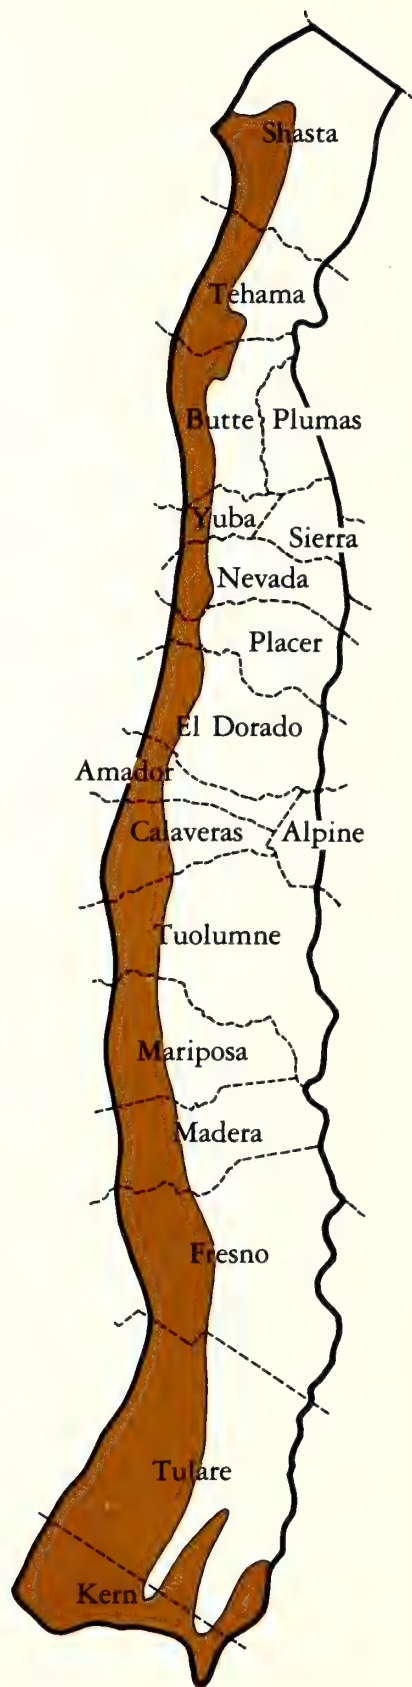 Shasta
Tehama
Butte Plumas
Yuba
Sierra
Nevada
Placer
El Dorado
Amador
Calaveras Alpine
Tuolumne
Mariposa
Madera
Fresno
Tulare
Kern